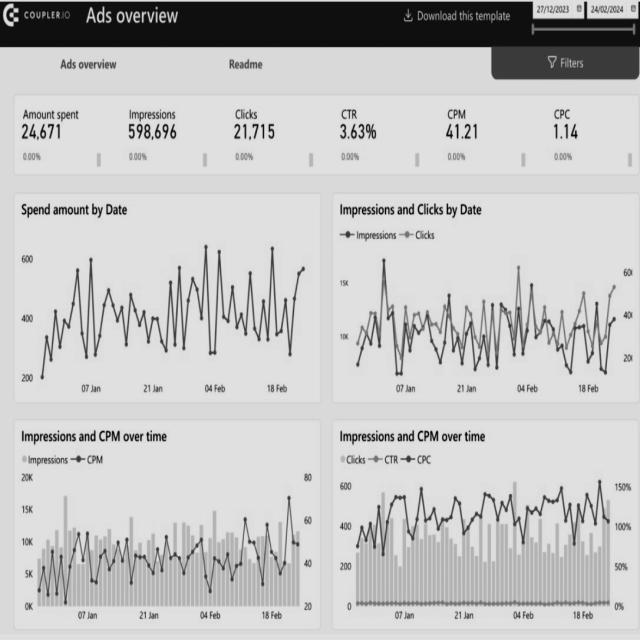 COUPLER.IO
Ads overview
Download this template
27/12/2023
24/02/2024
Ads overview
Readme
Filters
Amount spent
24,671
0.00%
Impressions
598,696
0.00%
Clicks
21,715
0.00%
CTR
3.63%
0.00%
CPM
41.21
0.00%
CPC
1.14
0.00%
Spend amount by Date
600
400
200
07 Jan
21 Jan
04 Feb
18 Feb
Impressions and Clicks by Date
Impressions
Clicks
15K
10K
07 Jan
21 Jan
04 Feb
18 Feb
Impressions and CPM over time
Impressions
CPM
20K
15K
10K
5K
0K
80
60
40
20
07 Jan
21 Jan
04 Feb
18 Feb
Impressions and CPM over time
Clicks
CTR
CPC
600
400
200
0
150%
100%
50%
0%
07 Jan
21 Jan
04 Feb
18 Feb